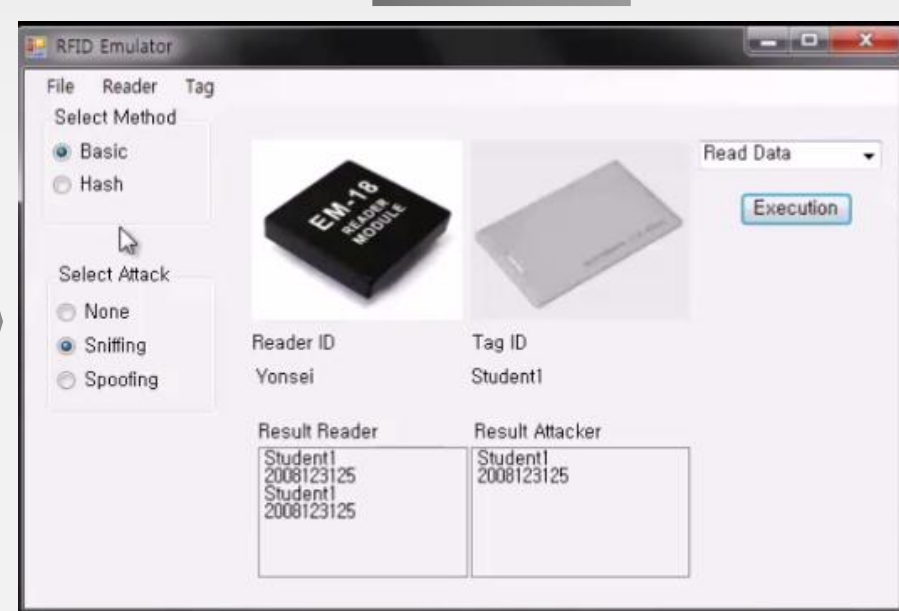 RFID Emulator
File Reader Tag
Select Method
Basic
Hash
Select Attack
None
Sniffing
Spoofing
EM-18
READER
MODULE
Read Data
Execution
Reader ID
Yonsei
Tag ID
Student1
Result Reader
Student1
2008123125
Student1
2008123125
Result Attacker
Student1
2008123125